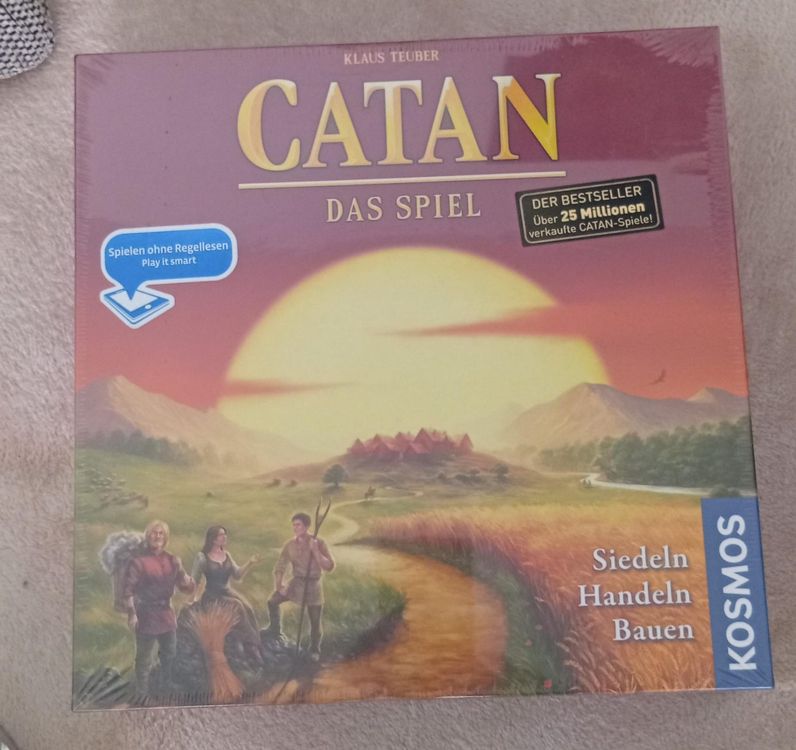 KLAUS TEUBER
CATAN
DAS SPIEL
DER BESTSELLER
Über 25 Millionen
verkaufte CATAN-Spiele!
Spielen ohne Regellesen
Play it smart
Siedeln
Handeln
Bauen
KOSMOS